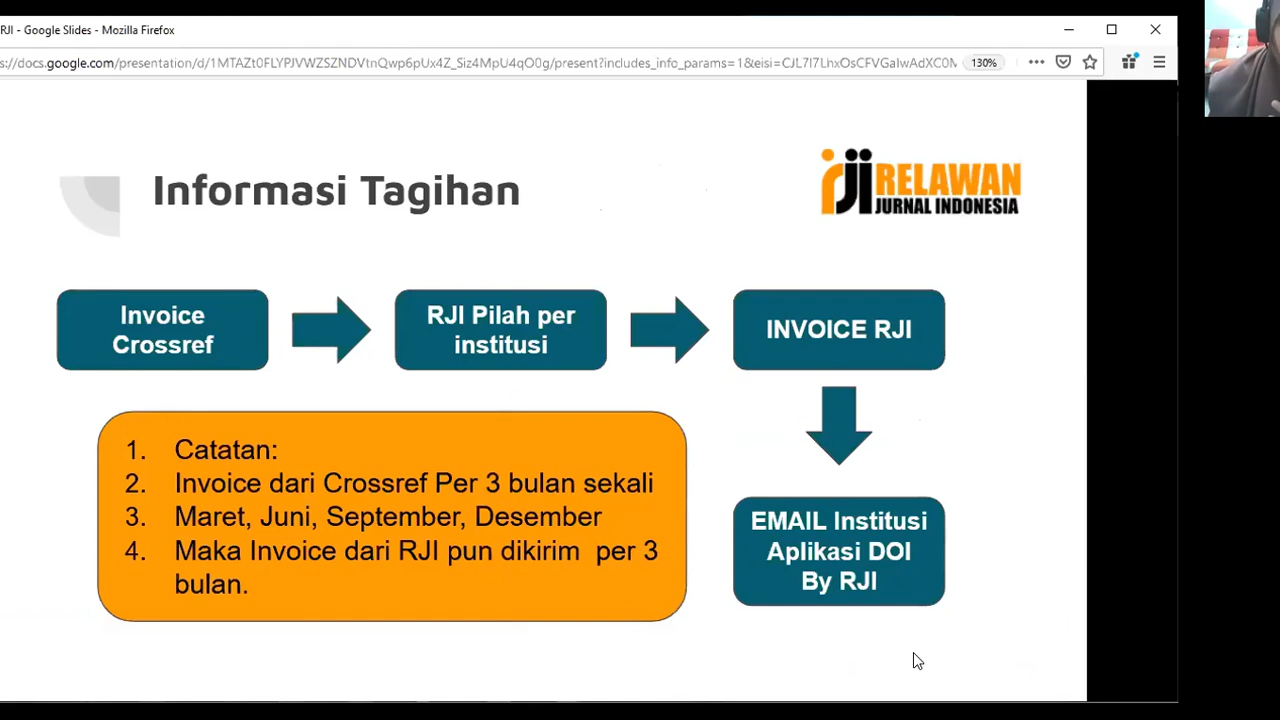 RJI - Google Slides - Mozilla Firefox
s://docs.google.com/presentation/d/1MTAZt0FLYPJVWZSZNDVtnQwp6pUx4Z_Siz4MpU4qO0g/present?includes_info_params=1&eisi=CJL7I7LhxOsCFVGaIwAdXC0M
130%
Informasi Tagihan
rji RELAWAN
JURNAL INDONESIA
Invoice
Crossref
RJI Pilah per
institusi
INVOICE RJI
1. Catatan:
2. Invoice dari Crossref Per 3 bulan sekali
3. Maret, Juni, September, Desember
4. Maka Invoice dari RJI pun dikirim per 3
bulan.
EMAIL Institusi
Aplikasi DOI
By RJI